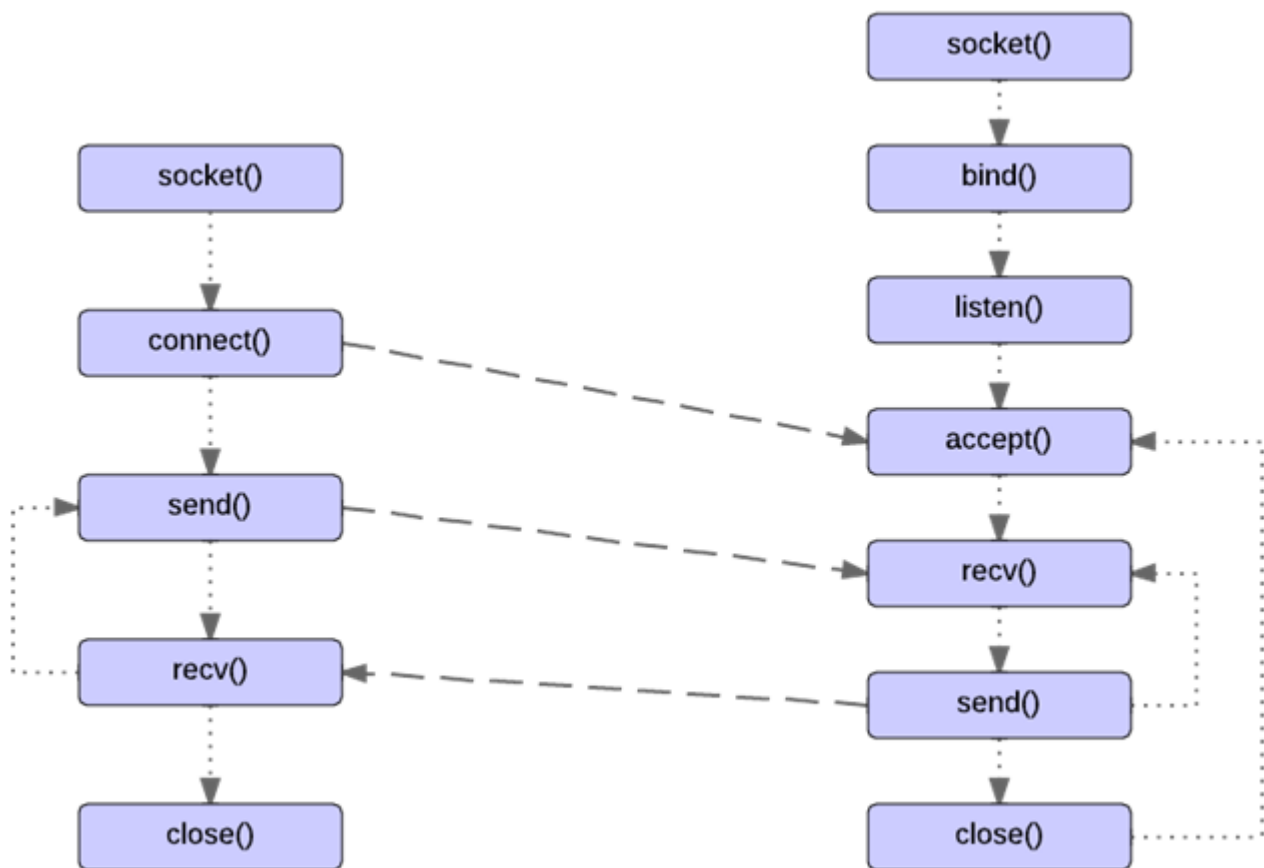 socket()
connect()
send()
recv()
close()
socket()
bind()
listen()
accept()
recv()
send()
close()